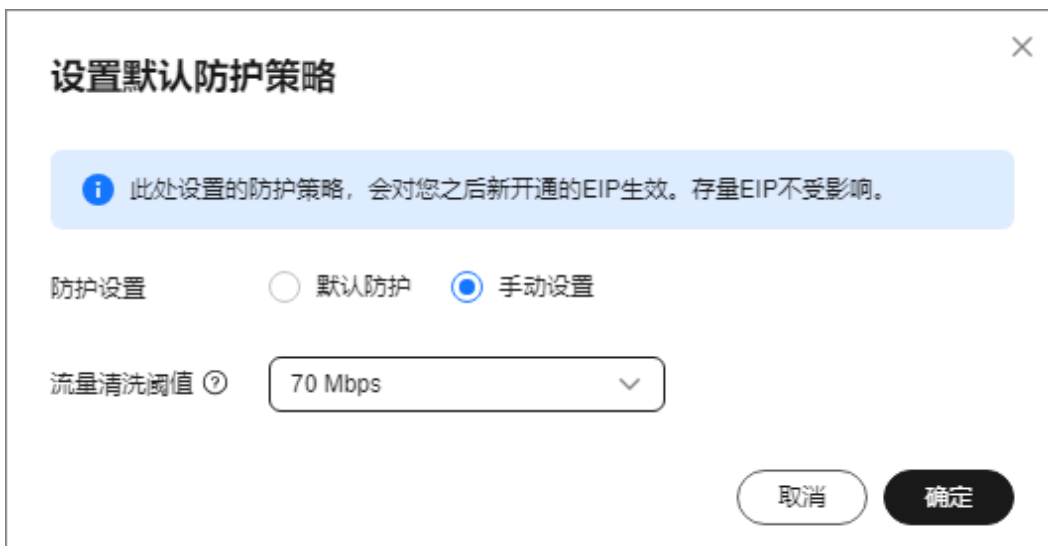 设置默认防护策略
此处设置的防护策略，会对您之后新开通的EIP生效。存量EIP不受影响。
防护设置 默认防护 手动设置
流量清洗阈值 70 Mbps
取消 确定